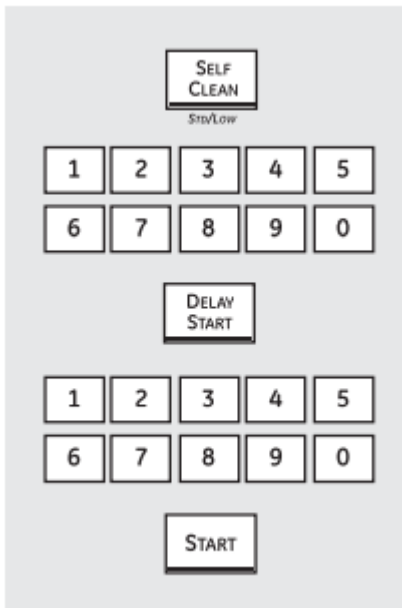 SELF
CLEAN
STD/LOW
1 2 3 4 5
6 7 8 9 0
DELAY
START
1 2 3 4 5
6 7 8 9 0
START